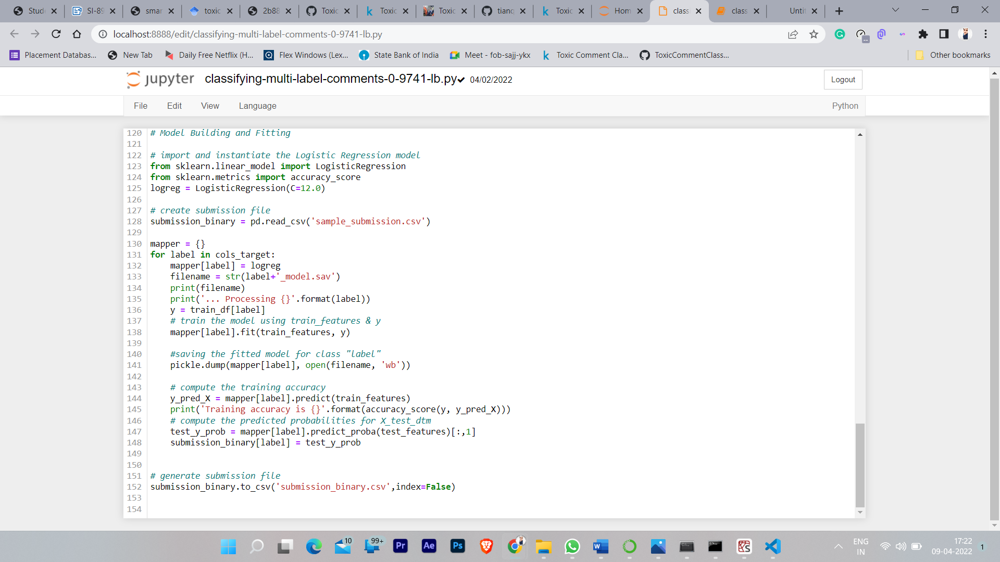 Stude
SI-89
smar
toxic
2b88
Toxic
Toxic
Toxic
tianq
Toxic
Hom
class
class
Untit
localhost:8888/edit/classifying-multi-label-comments-0-9741-lb.py
Placement Databas...
New Tab
Daily Free Netflix (H...
Flex Windows (Lex...
State Bank of India
Meet - fob-sajj-ykx
Toxic Comment Cla...
ToxicCommentClass...
Other bookmarks
jupyter classifying-multi-label-comments-0-9741-lb.py✔ 04/02/2022
Logout
File Edit View Language
Python
120 # Model Building and Fitting
121
122 # import and instantiate the Logistic Regression model
123 from sklearn.linear_model import LogisticRegression
124 from sklearn.metrics import accuracy_score
125 logreg = LogisticRegression(C=12.0)
126
127 # create submission file
128 submission_binary = pd.read_csv('sample_submission.csv')
129
130 mapper = {}
131 for label in cols_target:
132     mapper[label] = logreg
133     filename = str(label+'_model.sav')
134     print(filename)
135     print('... Processing {}'.format(label))
136     y = train_df[label]
137     # train the model using train_features & y
138     mapper[label].fit(train_features, y)
139
140     #saving the fitted model for class "label"
141     pickle.dump(mapper[label], open(filename, 'wb'))
142
143     # compute the training accuracy
144     y_pred_X = mapper[label].predict(train_features)
145     print('Training accuracy is {}'.format(accuracy_score(y, y_pred_X)))
146     # compute the predicted probabilities for X_test_dtm
147     test_y_prob = mapper[label].predict_proba(test_features)[:,1]
148     submission_binary[label] = test_y_prob
149
150
151 # generate submission file
152 submission_binary.to_csv('submission_binary.csv',index=False)
153
154
10
99+
Pr
Ae
Ps
ENG
IN
17:22
09-04-2022
1